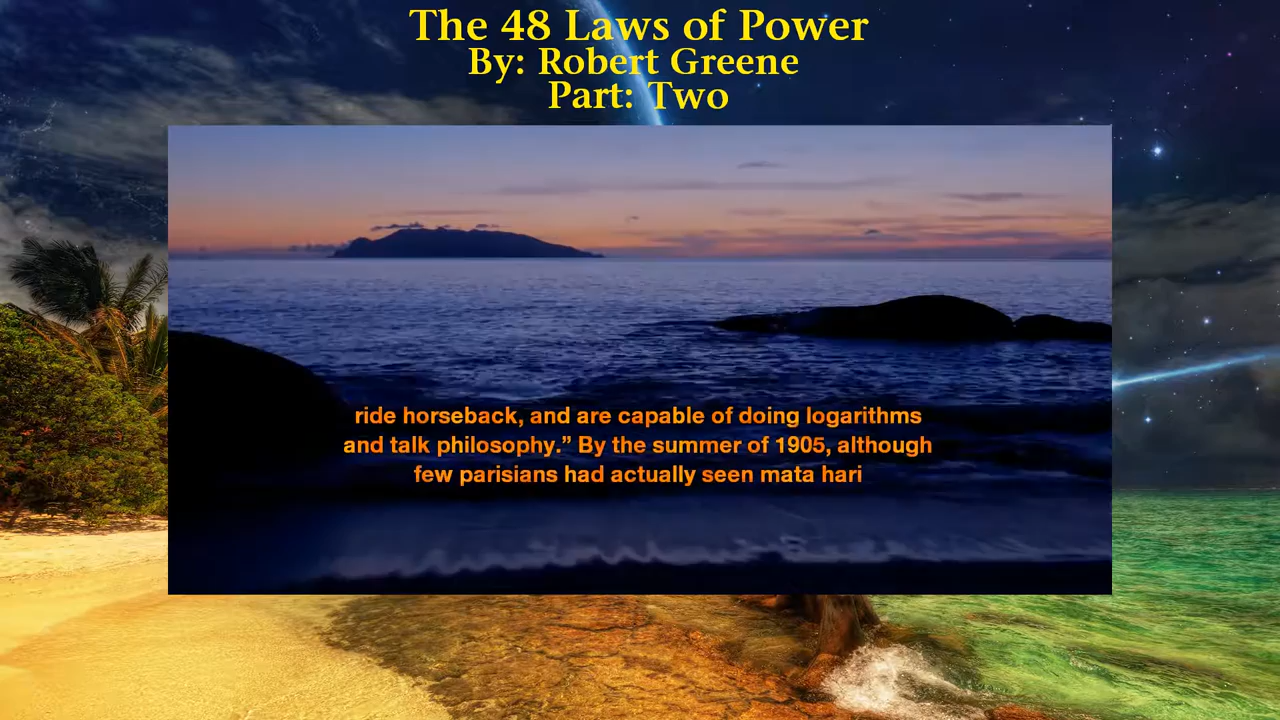 The 48 Laws of Power
By: Robert Greene
Part: Two
ride horseback, and are capable of doing logarithms
and talk philosophy.” By the summer of 1905, although
few parisians had actually seen mata hari